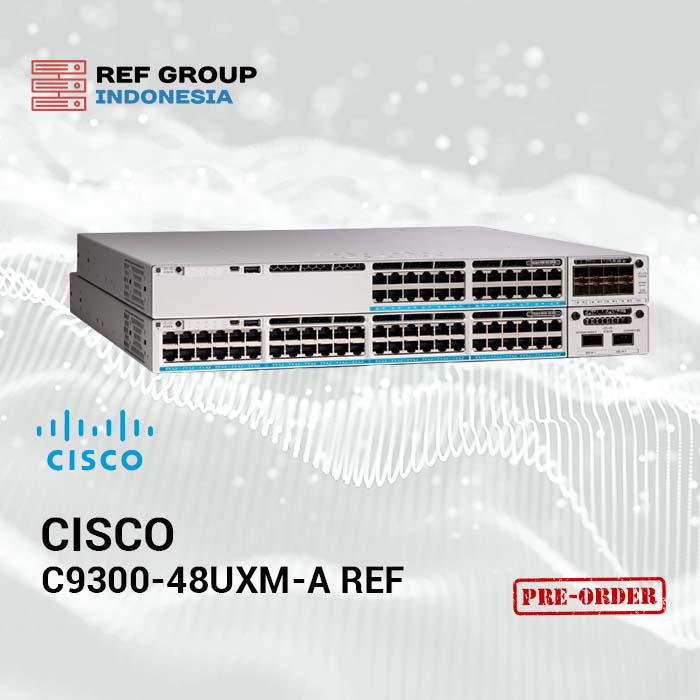 REF GROUP
INDONESIA
CISCO
CISCO
C9300-48UXM-A REF
PRE-ORDER